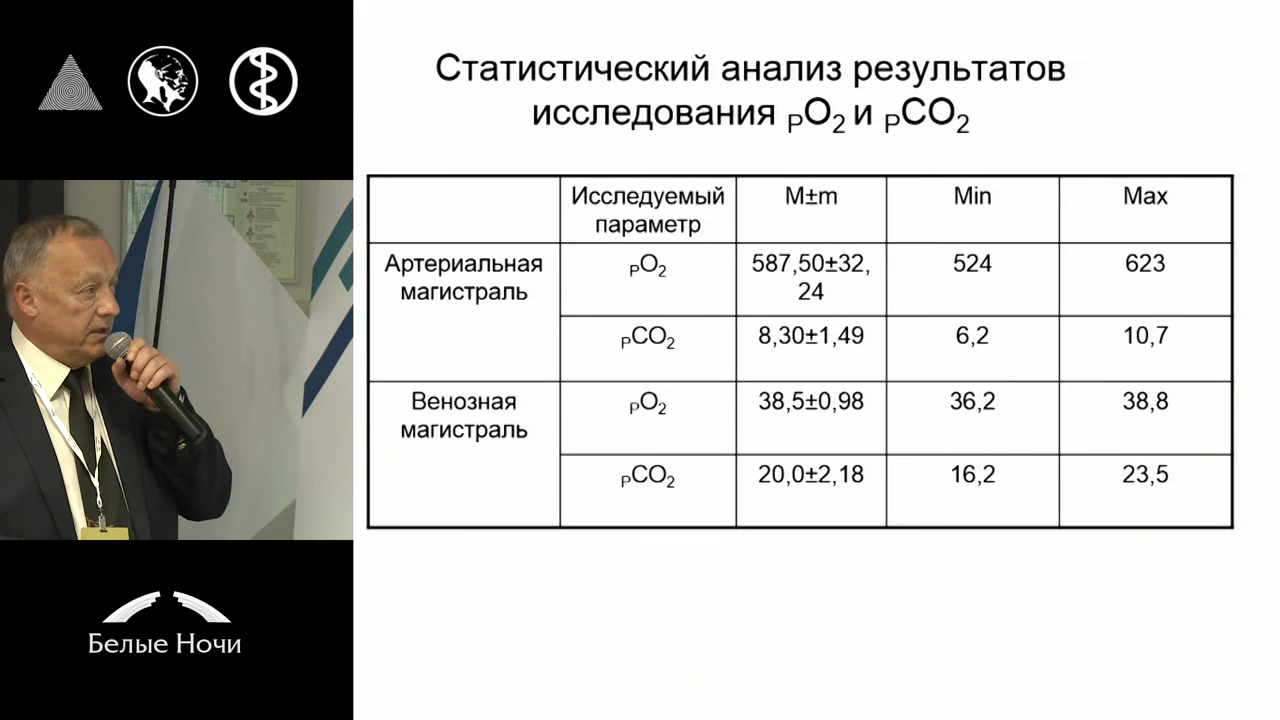 Статистический анализ результатов
исследования PO2 и PCO2
Исследуемый параметр M±m Min Max
Артериальная магистраль PO2 587,50±32,24 524 623
PCO2 8,30±1,49 6,2 10,7
Венозная магистраль PO2 38,5±0,98 36,2 38,8
PCO2 20,0±2,18 16,2 23,5
Белые Ночи